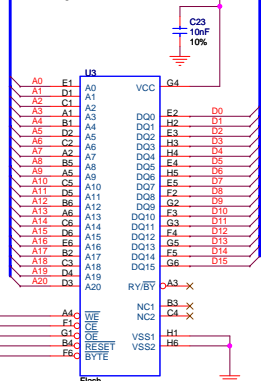 C23
10nF
10%
U3
A0 E1 A0 VCC G4
A1 D1 A1
A2 C1 A2
A3 A1 A3 DQ0 E2 D0
A4 B1 A4 DQ1 H2 D1
A5 D2 A5 DQ2 E3 D2
A6 C2 A6 DQ3 H3 D3
A7 A2 A7 DQ4 H4 D4
A8 B5 A8 DQ5 E4 D5
A9 A5 A9 DQ6 H5 D6
A10 C5 A10 DQ7 E5 D7
A11 D5 A11 DQ8 F2 D8
A12 B6 A12 DQ9 G2 D9
A13 A6 A13 DQ10 F3 D10
A14 C6 A14 DQ11 G3 D11
A15 D6 A15 DQ12 F4 D12
A16 E6 A16 DQ13 G5 D13
A17 B2 A17 DQ14 F5 D14
A18 C3 A18 DQ15 G6 D15
A19 D4 A19
A20 D3 A20 RY/BY A3
NC1 B3
A4 WE NC2 C4
F1 CE
G1 OE VSS1 H1
B4 RESET VSS2 H6
F6 BYTE
Flash